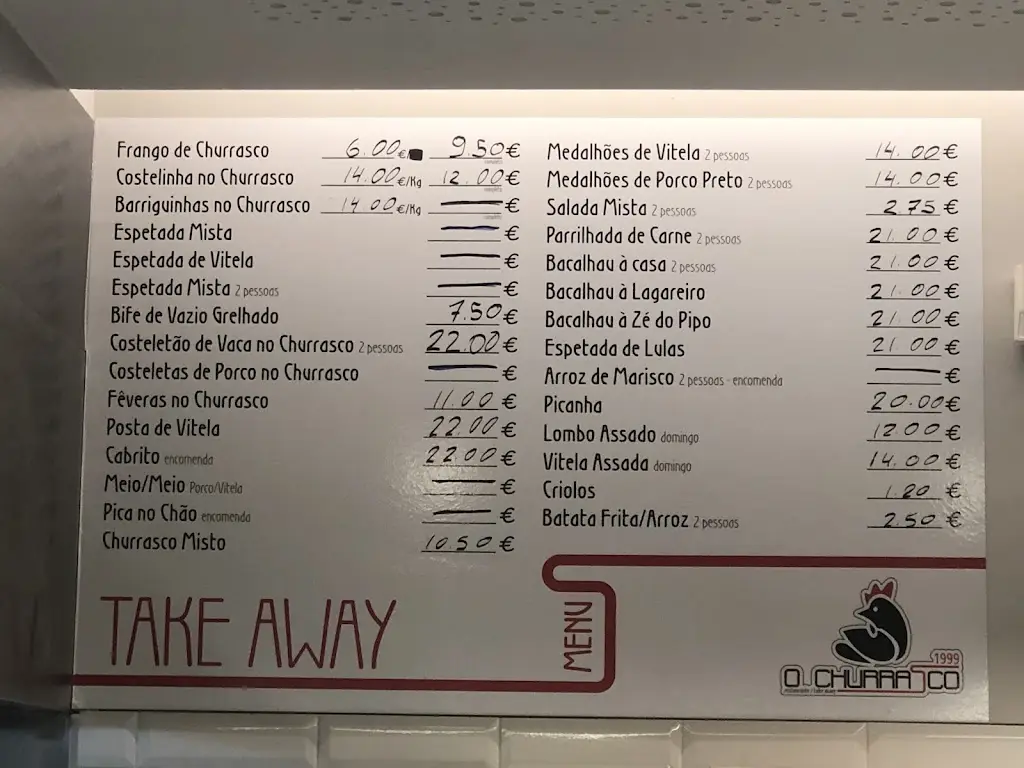 Frango de Churrasco 6.00€/ 9.50€
completo
Costelinha no Churrasco 14.00€/Kg 12.00€
completo
Barriguinhas no Churrasco 14.00€/Kg €
completo
Espetada Mista €
Espetada de Vitela €
Espetada Mista 2 pessoas €
Bife de Vazio Grelhado 7.50€
Costeletão de Vaca no Churrasco 2 pessoas 22.00€
Costeletas de Porco no Churrasco €
Fêveras no Churrasco 11.00€
Posta de Vitela 22.00€
Cabrito encomenda 22.00€
Meio/Meio Porco/Vitela €
Pica no Chão encomenda €
Churrasco Misto 10.50€
Medalhões de Vitela 2 pessoas 14.00€
Medalhões de Porco Preto 2 pessoas 14.00€
Salada Mista 2 pessoas 2.75€
Parrilhada de Carne 2 pessoas 21.00€
Bacalhau à casa 2 pessoas 21.00€
Bacalhau à Lagareiro 21.00€
Bacalhau à Zé do Pipo 21.00€
Espetada de Lulas 21.00€
Arroz de Marisco 2 pessoas - encomenda €
Picanha 20.00€
Lombo Assado domingo 12.00€
Vitela Assada domingo 14.00€
Criolos 1.20€
Batata Frita/Arroz 2 pessoas 2.50€
TAKE AWAY
MENU
1999
O CHURRASCO
restaurante / take away